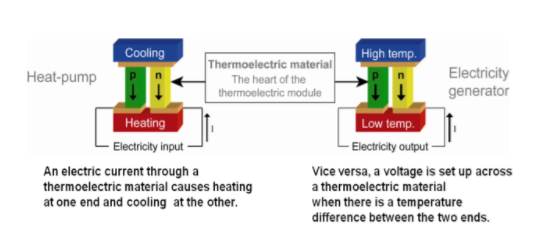 Cooling
p n
Heat-pump
Heating
I
Electricity input
Thermoelectric material
The heart of the
thermoelectric module
High temp.
p n
Electricity
generator
Low temp.
I
Electricity output
An electric current through a
thermoelectric material causes heating
at one end and cooling at the other.
Vice versa, a voltage is set up across
a thermoelectric material
when there is a temperature
difference between the two ends.